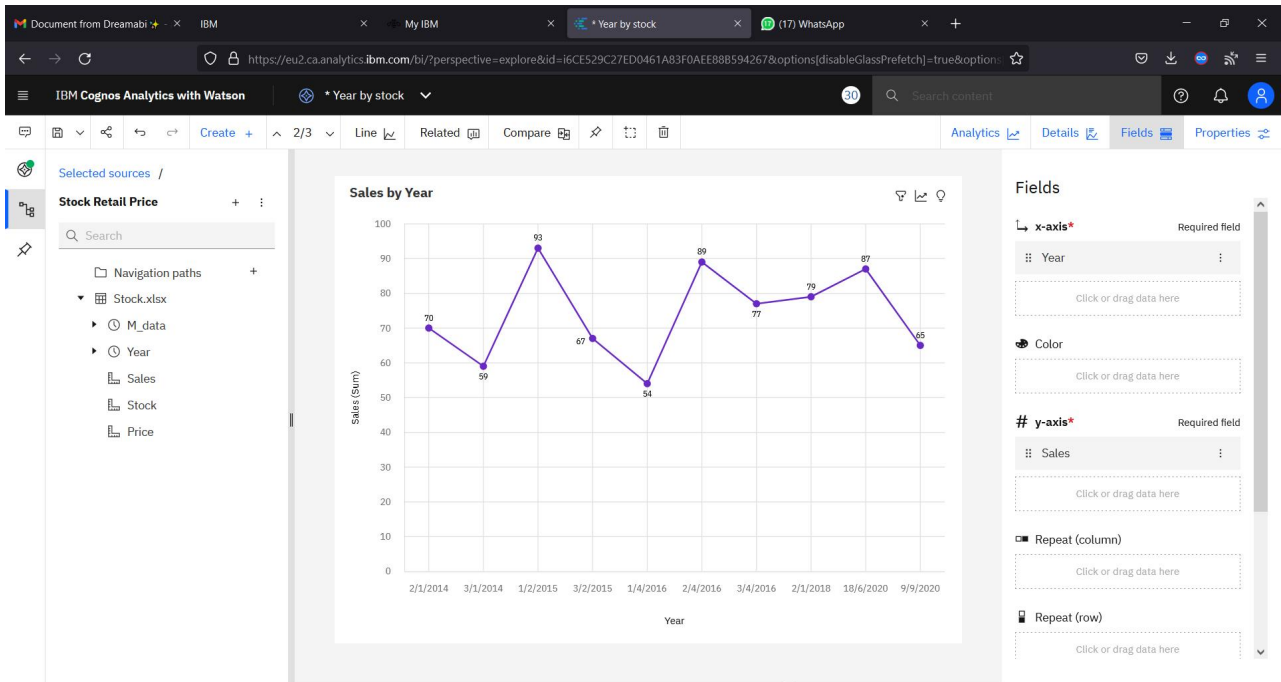 Document from Dreamabi ✨ - × IBM × My IBM × * Year by stock × (17) WhatsApp × +
https://eu2.ca.analytics.ibm.com/bi/?perspective=explore&id=i6CE529C27ED0461A83F0AEE88B594267&options[disableGlassPrefetch]=true&options
IBM Cognos Analytics with Watson * Year by stock 30 Search content
Create + 2/3 Line Related Compare Analytics Details Fields Properties
Selected sources /
Stock Retail Price + :
Search
Navigation paths +
Stock.xlsx
M_data
Year
Sales
Stock
Price
Sales by Year
100
90
80
70
60
50
40
30
20
10
0
Sales (Sum)
70
59
93
67
54
89
77
79
87
65
2/1/2014 3/1/2014 1/2/2015 3/2/2015 1/4/2016 2/4/2016 3/4/2016 2/1/2018 18/6/2020 9/9/2020
Year
Fields
x-axis* Required field
Year
Click or drag data here
Color
Click or drag data here
# y-axis* Required field
Sales
Click or drag data here
Repeat (column)
Click or drag data here
Repeat (row)
Click or drag data here